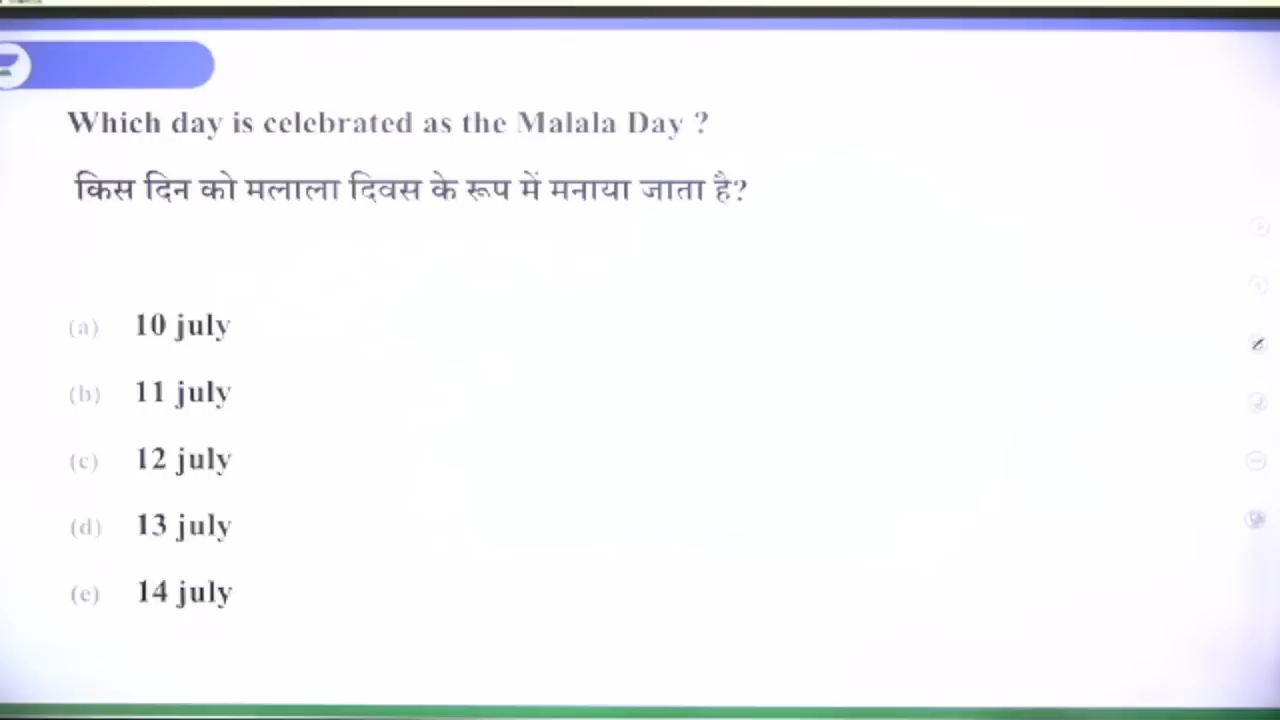 Which day is celebrated as the Malala Day ?
किस दिन को मलाला दिवस के रूप में मनाया जाता है?
(a) 10 july
(b) 11 july
(c) 12 july
(d) 13 july
(e) 14 july